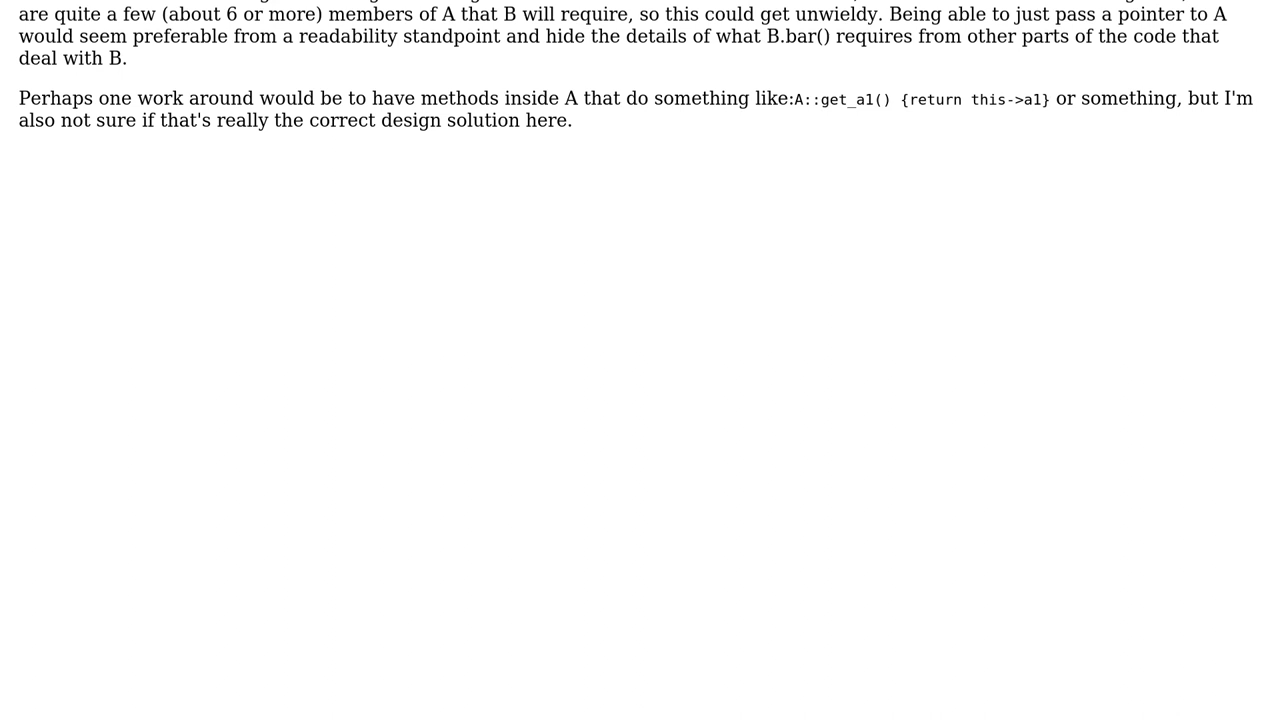 are quite a few (about 6 or more) members of A that B will require, so this could get unwieldy. Being able to just pass a pointer to A
would seem preferable from a readability standpoint and hide the details of what B.bar() requires from other parts of the code that
deal with B.
Perhaps one work around would be to have methods inside A that do something like:A::get_a1() {return this->a1} or something, but I'm
also not sure if that's really the correct design solution here.